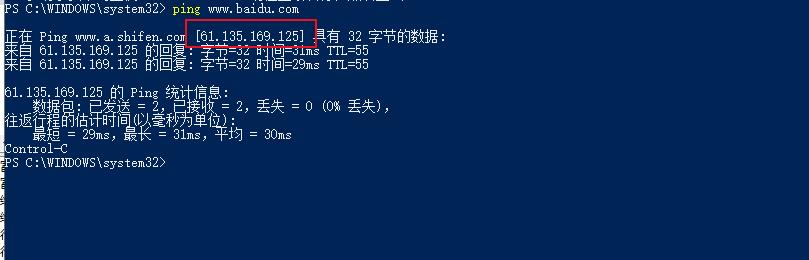 PS C:\WINDOWS\system32> ping www.baidu.com
正在 Ping www.a.shifen.com [61.135.169.125] 具有 32 字节的数据:
来自 61.135.169.125 的回复: 字节=32 时间=31ms TTL=55
来自 61.135.169.125 的回复: 字节=32 时间=29ms TTL=55
61.135.169.125 的 Ping 统计信息:
数据包: 已发送 = 2，已接收 = 2，丢失 = 0 (0% 丢失)，
往返行程的估计时间(以毫秒为单位):
最短 = 29ms，最长 = 31ms，平均 = 30ms
Control-C
PS C:\WINDOWS\system32>